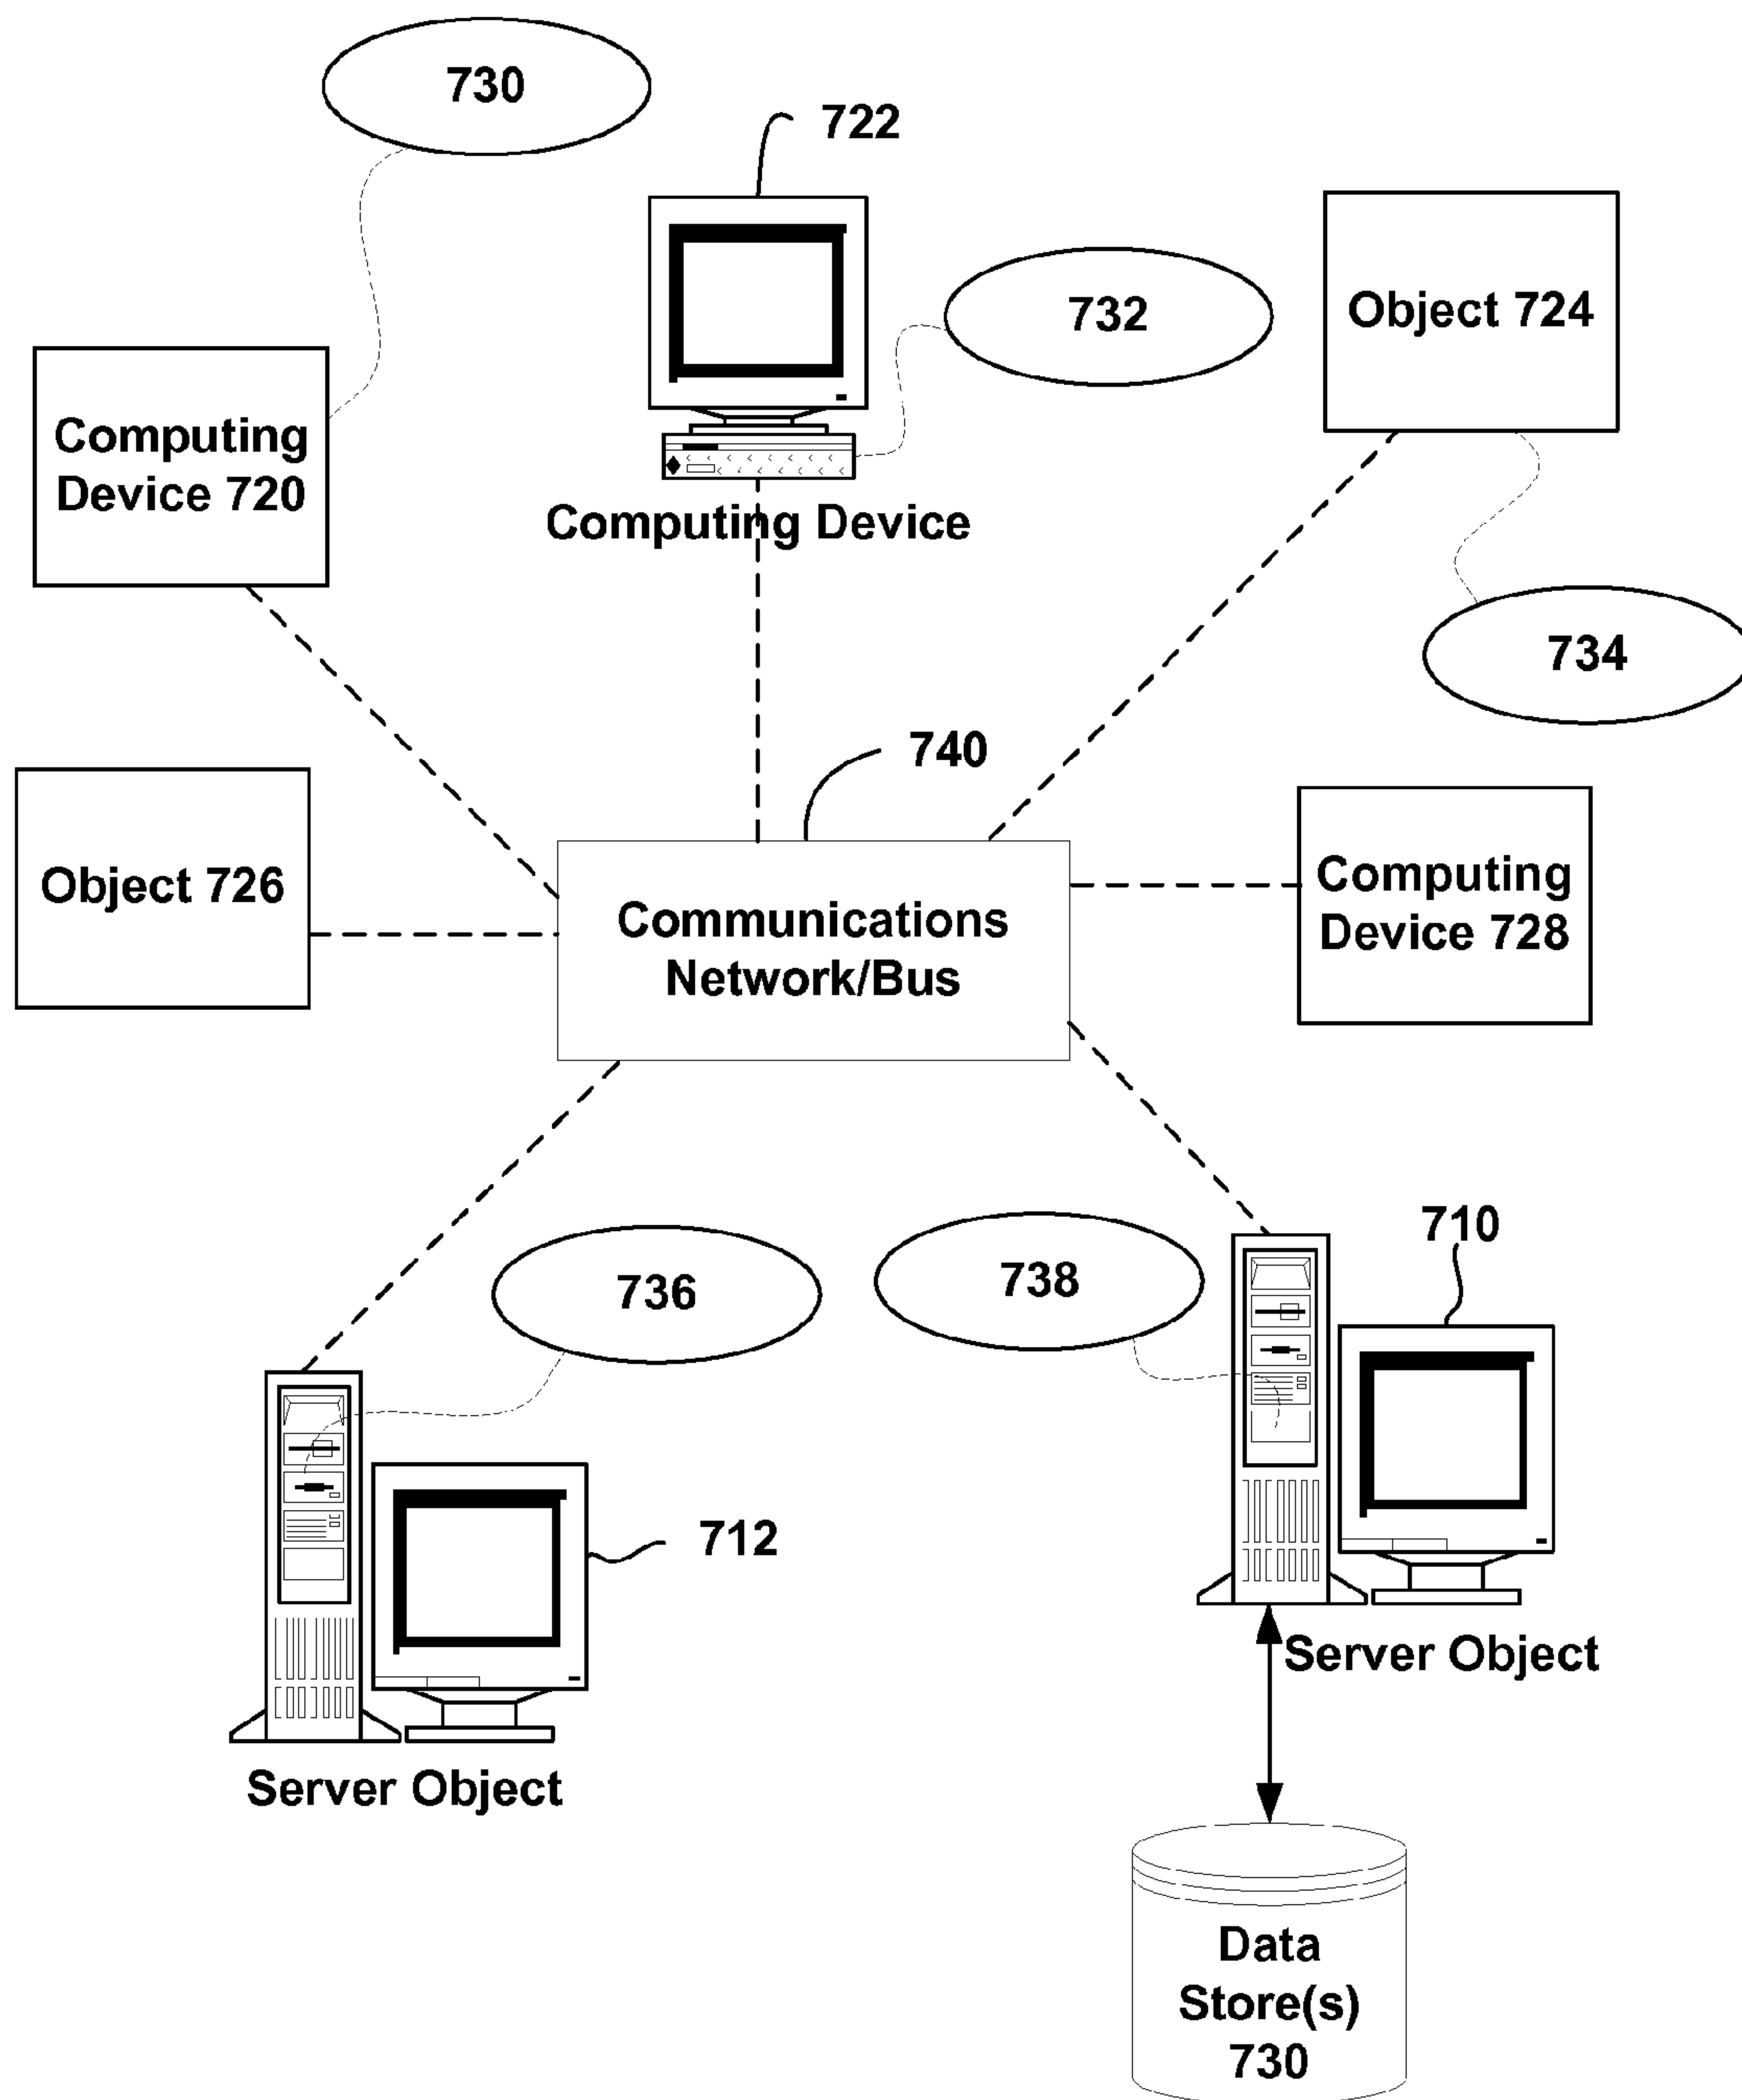 730
722
732
Object 724
Computing
Device 720
Computing Device
734
740
Object 726
Communications
Network/Bus
Computing
Device 728
736
738
710
712
Server Object
Server Object
Data
Store(s)
730